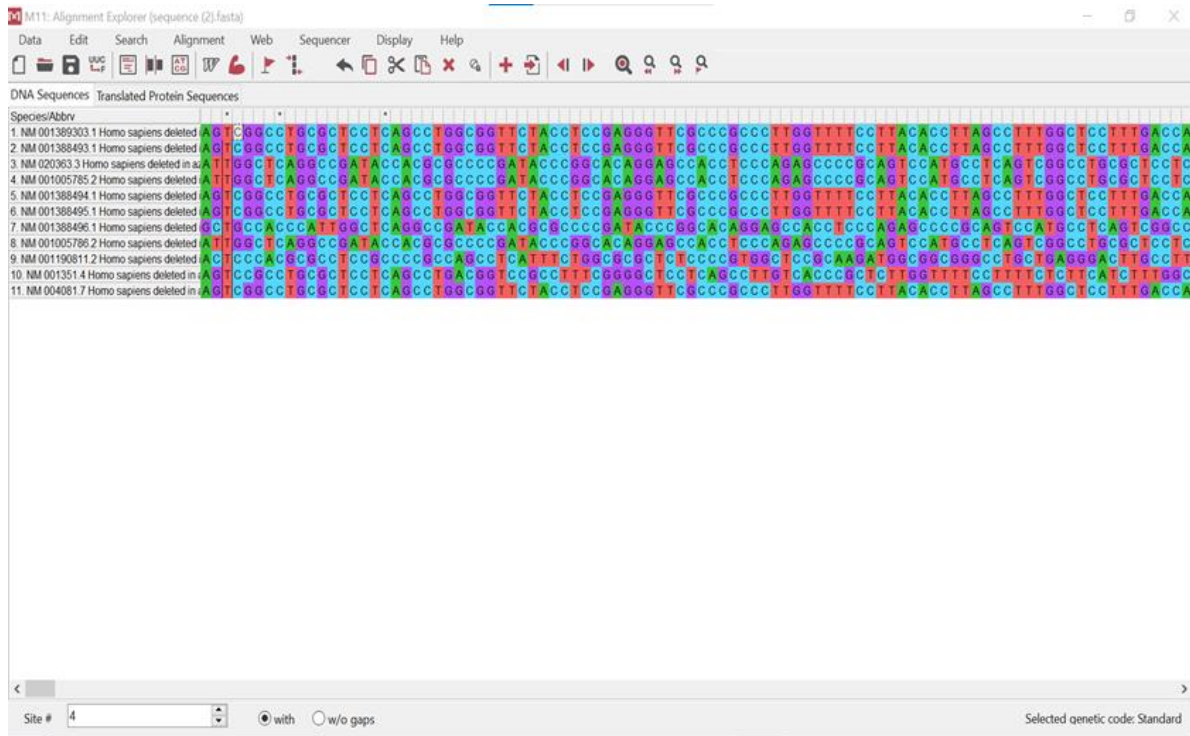 M11: Alignment Explorer (sequence (2).fasta)
Data Edit Search Alignment Web Sequencer Display Help
DNA Sequences Translated Protein Sequences
Species/Abbrv * * *
1. NM 001389303.1 Homo sapiens deleted i A G T C G G C C T G C G C T C C T C A G C C T G G C G G T T C T A C C T C C G A G G G T T C G C C C G C C C T T G G T T T T C C T T A C A C C T T A G C C T T T G G C T C C T T T G A C C A
2. NM 001388493.1 Homo sapiens deleted A G T C G G C C T G C G C T C C T C A G C C T G G C G G T T C T A C C T C C G A G G G T T C G C C C G C C C T T G G T T T T C C T T A C A C C T T A G C C T T T G G C T C C T T T G A C C A
3. NM 020363.3 Homo sapiens deleted in az A T T G G C T C A G G C C G A T A C C A C G C G C C C C G A T A C C C G G C A C A G G A G C C A C C T C C C A G A G C C C C G C A G T C C A T G C C T C A G T C G G C C T G C G C T C C T C
4. NM 001005785.2 Homo sapiens deleted A T T G G C T C A G G C C G A T A C C A C G C G C C C C G A T A C C C G G C A C A G G A G C C A C C T C C C A G A G C C C C G C A G T C C A T G C C T C A G T C G G C C T G C G C T C C T C
5. NM 001388494.1 Homo sapiens deleted A G T C G G C C T G C G C T C C T C A G C C T G G C G G T T C T A C C T C C G A G G G T T C G C C C G C C C T T G G T T T T C C T T A C A C C T T A G C C T T T G G C T C C T T T G A C C A
6. NM 001388495.1 Homo sapiens deleted A G T C G G C C T G C G C T C C T C A G C C T G G C G G T T C T A C C T C C G A G G G T T C G C C C G C C C T T G G T T T T C C T T A C A C C T T A G C C T T T G G C T C C T T T G A C C A
7. NM 001388496.1 Homo sapiens deleted G C T G C C A C C C A T T G G C T C A G G C C G A T A C C A C G C G C C C C G A T A C C C G G C A C A G G A G C C A C C T C C C A G A G C C C C G C A G T C C A T G C C T C A G T C G G C C
8. NM 001005786.2 Homo sapiens deleted A T T G G C T C A G G C C G A T A C C A C G C G C C C C G A T A C C C G G C A C A G G A G C C A C C T C C C A G A G C C C C G C A G T C C A T G C C T C A G T C G G C C T G C G C T C C T C
9. NM 001190811.2 Homo sapiens deleted A C T C C C A C G C G C C T C C G C C C C G C C A G C C T C A T T T C T G G C G C G C T C T C C C C G T G G C T C C G C A A G A T G G C G G C G G G C C T G C T G A G G G A C T T G C C T T
10. NM 001351.4 Homo sapiens deleted in a A G T C C G C C T G C G C T C C T C A G C C T G A C G G T C C G C C T T T C G G G G C T C C T C A G C C T T G T C A C C C G C T C T T G G T T T T C C T T T T C T C T T C A T C T T T G G C
11. NM 004081.7 Homo sapiens deleted in a A G T C G G C C T G C G C T C C T C A G C C T G G C G G T T C T A C C T C C G A G G G T T C G C C C G C C C T T G G T T T T C C T T A C A C C T T A G C C T T T G G C T C C T T T G A C C A
Site # 4 with w/o gaps Selected genetic code: Standard